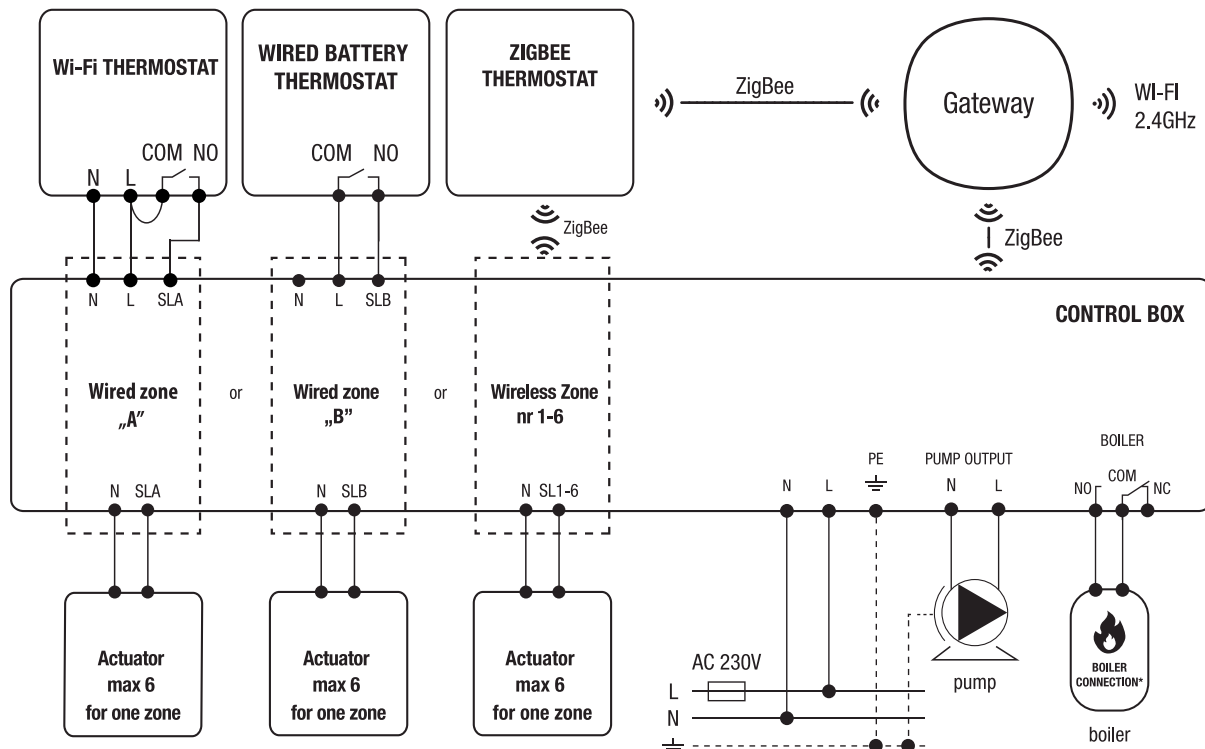 Wi-Fi THERMOSTAT
N L COM NO
WIRED BATTERY
THERMOSTAT
COM NO
ZIGBEE
THERMOSTAT
ZigBee
Gateway
WI-FI
2.4GHz
ZigBee
ZigBee
CONTROL BOX
N L SLA
Wired zone
„A”
N SLA
or
N L SLB
Wired zone
„B”
N SLB
or
Wireless Zone
nr 1-6
N SL1-6
N L
PE
PUMP OUTPUT
N L
BOILER
NO COM NC
Actuator
max 6
for one zone
Actuator
max 6
for one zone
Actuator
max 6
for one zone
AC 230V
L
N
pump
BOILER
CONNECTION*
boiler